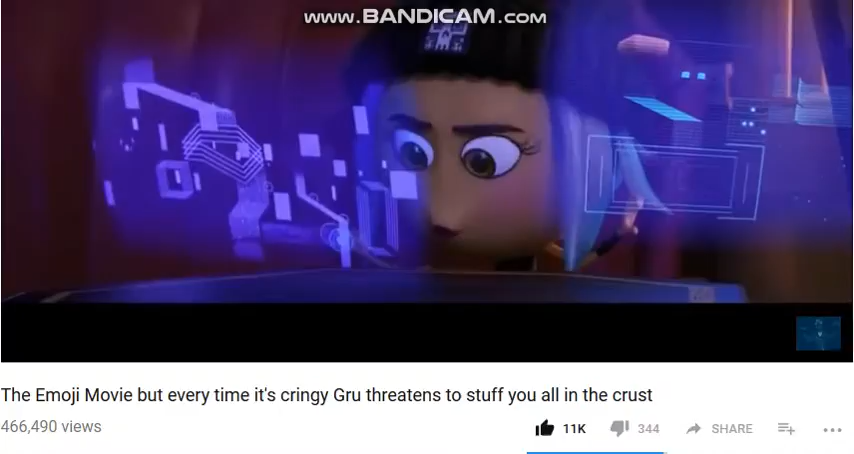 www.BANDICAM.com
The Emoji Movie but every time it's cringy Gru threatens to stuff you all in the crust
466,490 views
11K 344 SHARE